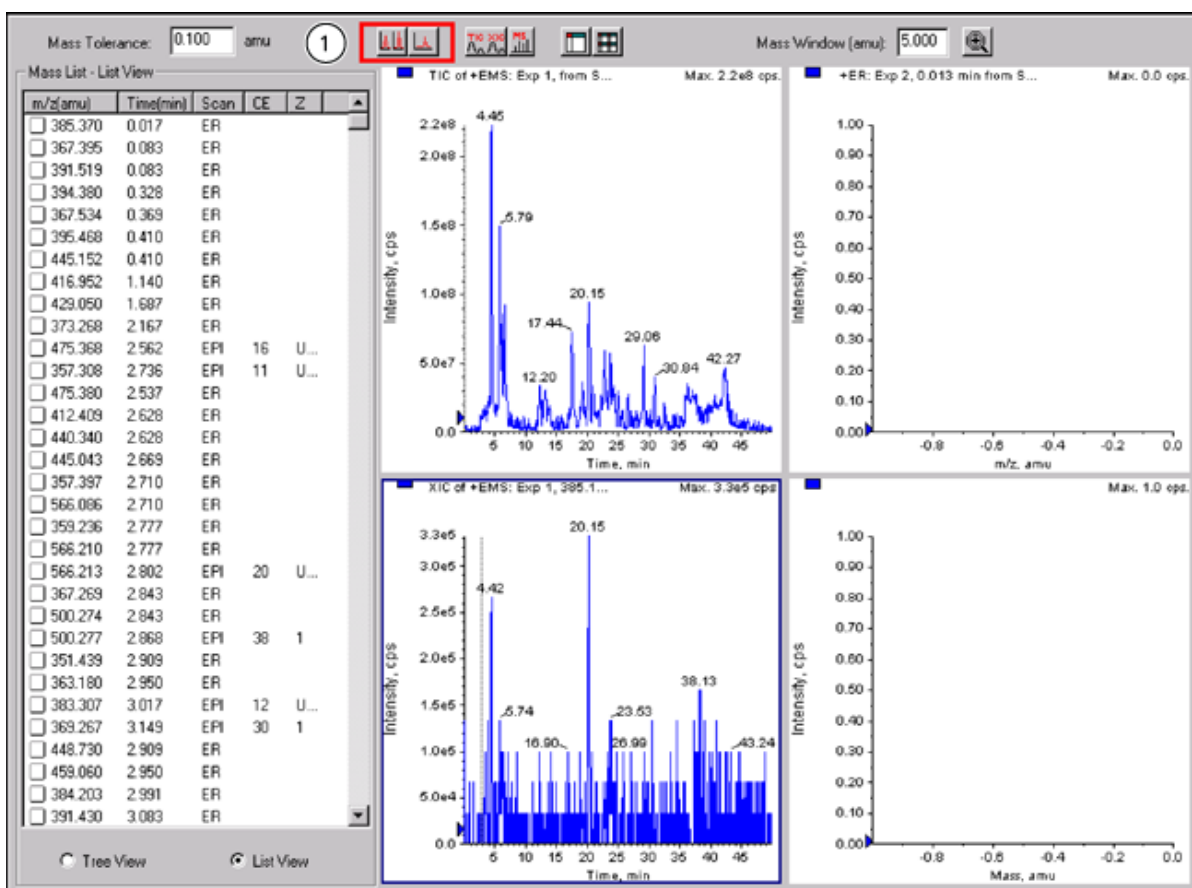 Mass Tolerance: 0.100 amu 1 TIC XIC MS Mass Window (amu): 5.000
Mass List - List View
m/z(amu) Time(min) Scan CE Z
385.370 0.017 ER
367.395 0.083 ER
391.519 0.083 ER
394.380 0.328 ER
367.534 0.369 ER
395.468 0.410 ER
445.152 0.410 ER
416.952 1.140 ER
429.050 1.687 ER
373.268 2.167 ER
475.368 2.562 EPI 16 U...
357.308 2.736 EPI 11 U...
475.380 2.537 ER
412.409 2.628 ER
440.340 2.628 ER
445.043 2.669 ER
357.397 2.710 ER
566.086 2.710 ER
359.236 2.777 ER
566.210 2.777 ER
566.213 2.802 EPI 20 U...
367.269 2.843 ER
500.274 2.843 ER
500.277 2.868 EPI 38 1
351.439 2.909 ER
363.180 2.950 ER
383.307 3.017 EPI 12 U...
369.267 3.149 EPI 30 1
448.730 2.909 ER
459.060 2.950 ER
384.203 2.991 ER
391.430 3.083 ER
Tree View List View
TIC of +EMS: Exp 1, from S... Max. 2.2e8 cps.
4.45
2.2e8
2.0e8
5.79
1.5e8
Intensity, cps
1.0e8
20.15
17.44
29.06
5.0e7
30.84
42.27
12.20
0.0
5 10 15 20 25 30 35 40 45
Time, min
+ER: Exp 2, 0.013 min from S... Max. 0.0 cps.
1.00
0.90
0.80
0.70
0.60
Intensity, cps
0.50
0.40
0.30
0.20
0.10
0.00
-0.8 -0.6 -0.4 -0.2 0.0
m/z, amu
XIC of +EMS: Exp 1, 385.1... Max. 3.3e5 cps
20.15
3.3e5
3.0e5
4.42
2.5e5
2.0e5
Intensity, cps
38.13
1.5e5
5.74
23.53
16.90
26.99
43.24
1.0e5
5.0e4
0.0
5 10 15 20 25 30 35 40 45
Time, min
Max. 1.0 cps.
1.00
0.90
0.80
0.70
0.60
Intensity, cps
0.50
0.40
0.30
0.20
0.10
0.00
-0.8 -0.6 -0.4 -0.2 0.0
Mass, amu